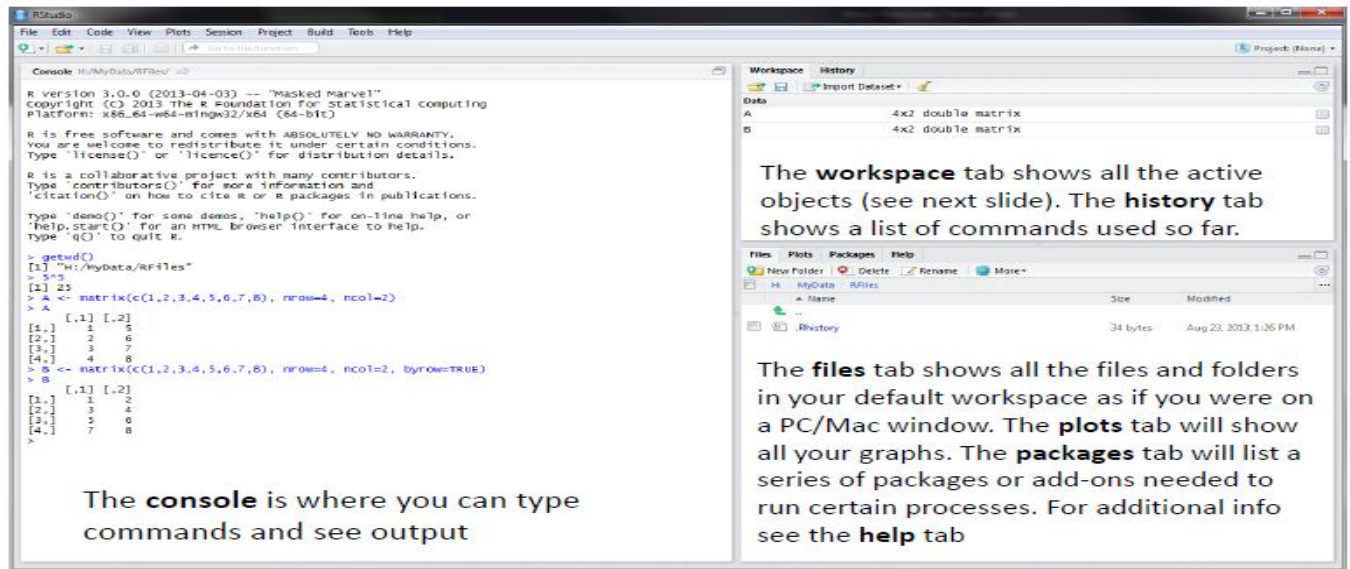 RStudio
File Edit Code View Plots Session Project Build Tools Help
Go to file/function
Project: (None)
Console H:/MyData/RFiles/
R version 3.0.0 (2013-04-03) -- "Masked Marvel"
Copyright (C) 2013 The R Foundation for Statistical Computing
Platform: x86_64-w64-mingw32/x64 (64-bit)
R is free software and comes with ABSOLUTELY NO WARRANTY.
You are welcome to redistribute it under certain conditions.
Type 'license()' or 'licence()' for distribution details.
R is a collaborative project with many contributors.
Type 'contributors()' for more information and
'citation()' on how to cite R or R packages in publications.
Type 'demo()' for some demos, 'help()' for on-line help, or
'help.start()' for an HTML browser interface to help.
Type 'q()' to quit R.
> getwd()
[1] "H:/MyData/RFiles"
> 5^5
[1] 25
> A <- matrix(c(1,2,3,4,5,6,7,8), nrow=4, ncol=2)
> A
[,1] [,2]
[1,] 1 5
[2,] 2 6
[3,] 3 7
[4,] 4 8
> B <- matrix(c(1,2,3,4,5,6,7,8), nrow=4, ncol=2, byrow=TRUE)
> B
[,1] [,2]
[1,] 1 2
[2,] 3 4
[3,] 5 6
[4,] 7 8
>
The console is where you can type
commands and see output
Workspace History
Import Dataset
Data
A 4x2 double matrix
B 4x2 double matrix
The workspace tab shows all the active
objects (see next slide). The history tab
shows a list of commands used so far.
Files Plots Packages Help
New Folder Delete Rename More
H: MyData RFiles ...
Name Size Modified
..
.Rhistory 34 bytes Aug 23, 2013, 1:26 PM
The files tab shows all the files and folders
in your default workspace as if you were on
a PC/Mac window. The plots tab will show
all your graphs. The packages tab will list a
series of packages or add-ons needed to
run certain processes. For additional info
see the help tab